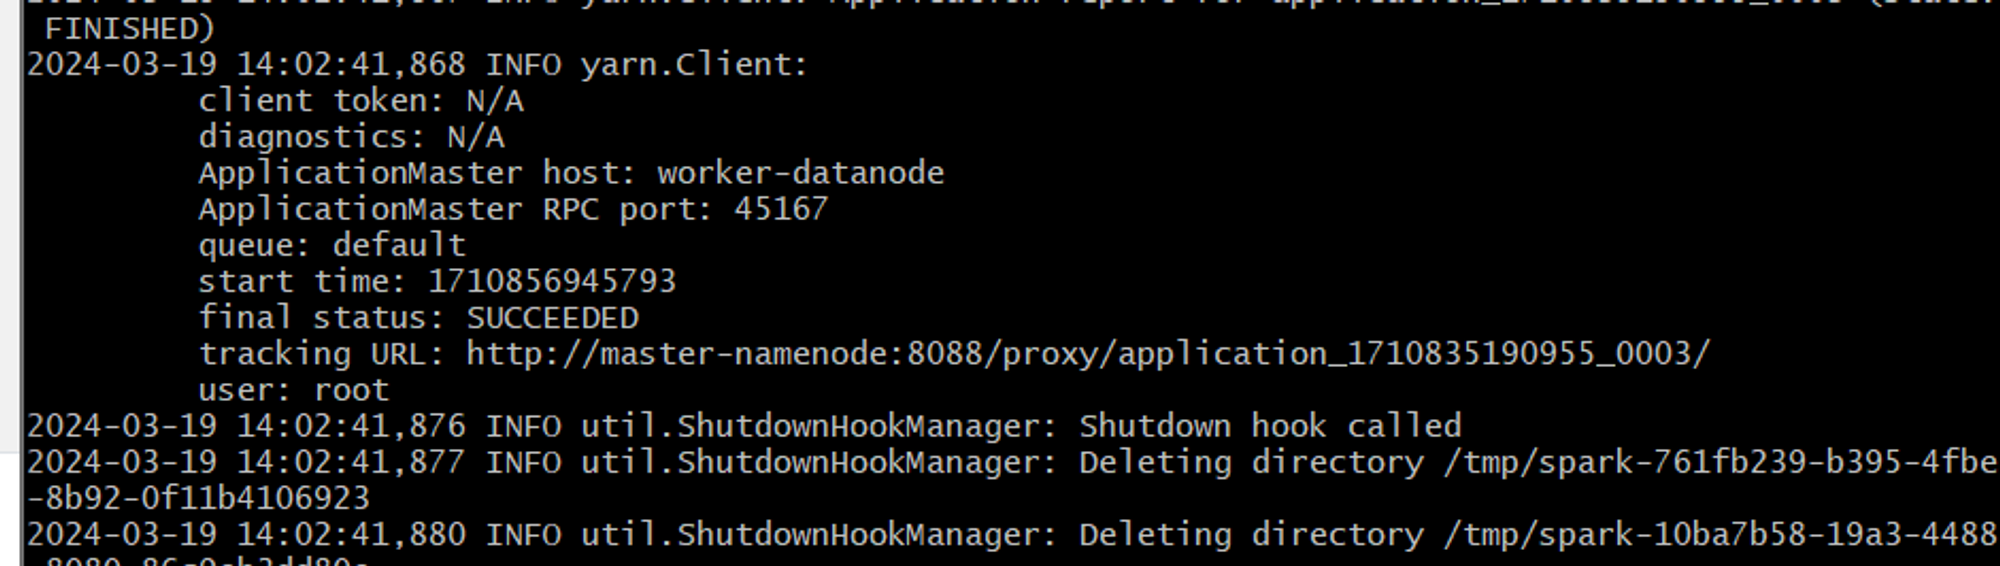 FINISHED)
2024-03-19 14:02:41,868 INFO yarn.Client:
client token: N/A
diagnostics: N/A
ApplicationMaster host: worker-datanode
ApplicationMaster RPC port: 45167
queue: default
start time: 1710856945793
final status: SUCCEEDED
tracking URL: http://master-namenode:8088/proxy/application_1710835190955_0003/
user: root
2024-03-19 14:02:41,876 INFO util.ShutdownHookManager: Shutdown hook called
2024-03-19 14:02:41,877 INFO util.ShutdownHookManager: Deleting directory /tmp/spark-761fb239-b395-4fbe
-8b92-0f11b4106923
2024-03-19 14:02:41,880 INFO util.ShutdownHookManager: Deleting directory /tmp/spark-10ba7b58-19a3-4488